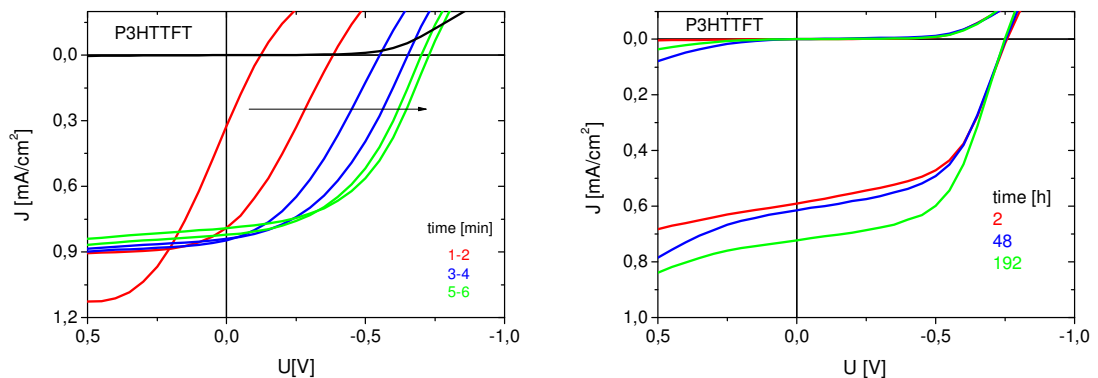 P3HTTFT
0,0
0,3
0,6
0,9
1,2
J [mA/cm²]
time [min]
1-2
3-4
5-6
0,5 0,0 -0,5 -1,0
U[V]
P3HTTFT
0,0
0,2
0,4
0,6
0,8
1,0
J [mA/cm²]
time [h]
2
48
192
0,5 0,0 -0,5 -1,0
U [V]